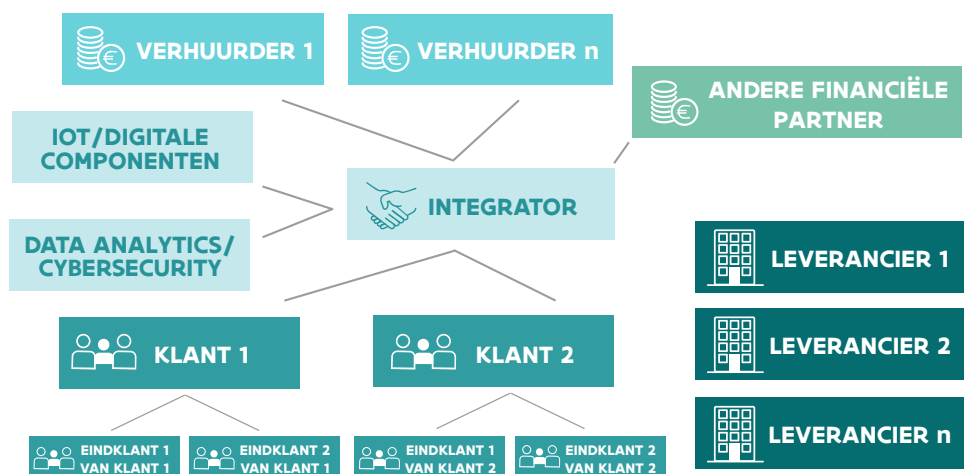 VERHUURDER 1
VERHUURDER n
ANDERE FINANCIËLE
PARTNER
IOT/DIGITALE
COMPONENTEN
INTEGRATOR
DATA ANALYTICS/
CYBERSECURITY
LEVERANCIER 1
LEVERANCIER 2
LEVERANCIER n
KLANT 1
KLANT 2
EINDKLANT 1
VAN KLANT 1
EINDKLANT 2
VAN KLANT 1
EINDKLANT 1
VAN KLANT 2
EINDKLANT 2
VAN KLANT 2